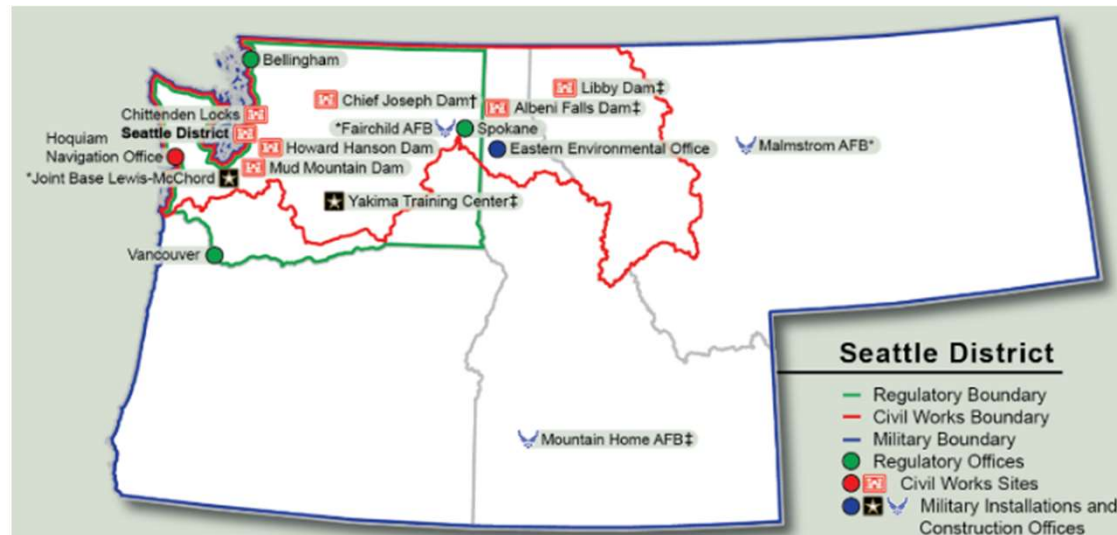 Bellingham
Libby Dam‡
Chief Joseph Dam†
Albeni Falls Dam‡
Chittenden Locks
*Fairchild AFB
Spokane
Seattle District
Hoquiam
Navigation Office
Howard Hanson Dam
Eastern Environmental Office
Malmstrom AFB*
Mud Mountain Dam
*Joint Base Lewis-McChord
Yakima Training Center‡
Vancouver
Mountain Home AFB‡
Seattle District
Regulatory Boundary
Civil Works Boundary
Military Boundary
Regulatory Offices
Civil Works Sites
Military Installations and
Construction Offices